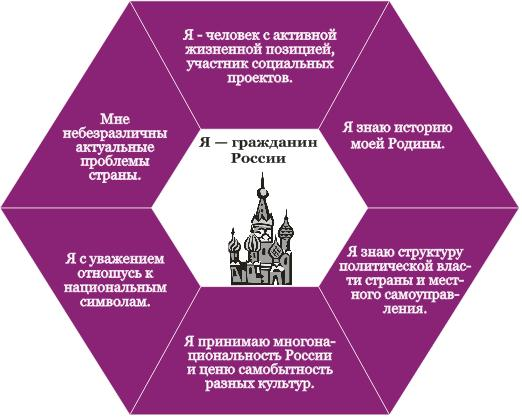 Я - человек с активной
жизненной позицией,
участник социальных
проектов.
Мне
небезразличны
актуальные
проблемы
страны.
Я знаю историю
моей Родины.
Я — гражданин
России
Я с уважением
отношусь к
национальным
символам.
Я знаю структуру
политической влас-
ти страны и мест-
ного самоуправ-
ления.
Я принимаю многона-
циональность России
и ценю самобытность
разных культур.